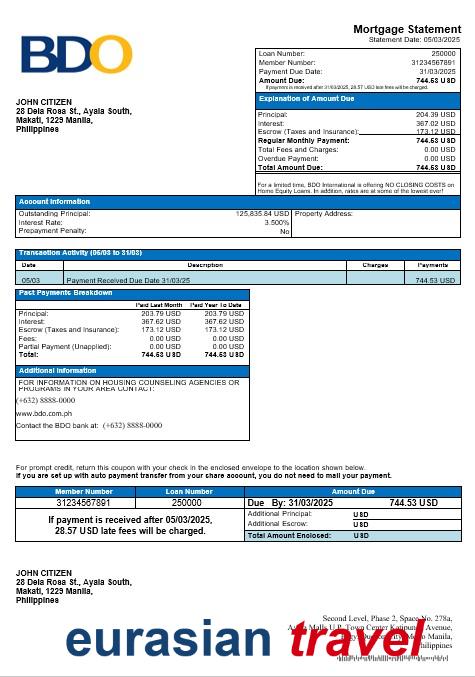 BDO
Mortgage Statement
Statement Date: 05/03/2025
Loan Number: 250000
Member Number: 31234567891
Payment Due Date: 31/03/2025
Amount Due: 744.53 USD
If payment is received after 31/03/2025, 28.57 USD late fees will be charged.
JOHN CITIZEN
28 Dela Rosa St., Ayala South,
Makati, 1229 Manila,
Philippines
Explanation of Amount Due
Principal: 204.39 USD
Interest: 367.02 USD
Escrow (Taxes and Insurance): 173.12 USD
Regular Monthly Payment: 744.53 USD
Total Fees and Charges: 0.00 USD
Overdue Payment: 0.00 USD
Total Amount Due: 744.53 USD
For a limited time, BDO International is offering NO CLOSING COSTS on
Home Equity Loans. In addition, rates are at some of the lowest ever!
Account Information
Outstanding Principal: 125,835.84 USD Property Address:
Interest Rate: 3.500%
Prepayment Penalty: No
Transaction Activity (05/03 to 31/03)
Date Description Charges Payments
05/03 Payment Received Due Date 31/03/25 744.53 USD
Past Payments Breakdown
Paid Last Month Paid Year To Date
Principal: 203.79 USD 203.79 USD
Interest: 367.62 USD 367.62 USD
Escrow (Taxes and Insurance): 173.12 USD 173.12 USD
Fees: 0.00 USD 0.00 USD
Partial Payment (Unapplied): 0.00 USD 0.00 USD
Total: 744.53 USD 744.53 USD
Additional Information
FOR INFORMATION ON HOUSING COUNSELING AGENCIES OR
PROGRAMS IN YOUR AREA CONTACT:
(+632) 8888-0000
www.bdo.com.ph
Contact the BDO bank at: (+632) 8888-0000
For prompt credit, return this coupon with your check in the enclosed envelope to the location shown below.
If you are set up with auto payment transfer from your share account, you do not need to mail your payment.
Member Number Loan Number Amount Due
31234567891 250000 Due By: 31/03/2025 744.53 USD
If payment is received after 05/03/2025,
28.57 USD late fees will be charged.
Additional Principal: USD
Additional Escrow: USD
Total Amount Enclosed: USD
JOHN CITIZEN
28 Dela Rosa St., Ayala South,
Makati, 1229 Manila,
Philippines
Second Level, Phase 2, Space No. 278a,
Malls U.P. Town Center Katipunan Avenue,
Manila,
Philippines
eurasian travel